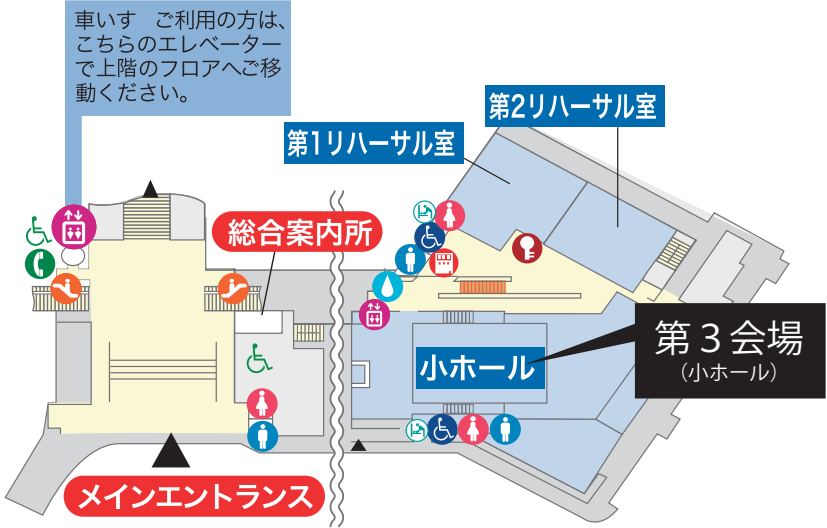 車いす　ご利用の方は、
こちらのエレベーター
で上階のフロアへご移
動ください。
第2リハーサル室
第1リハーサル室
総合案内所
第３会場
（小ホール）
小ホール
メインエントランス